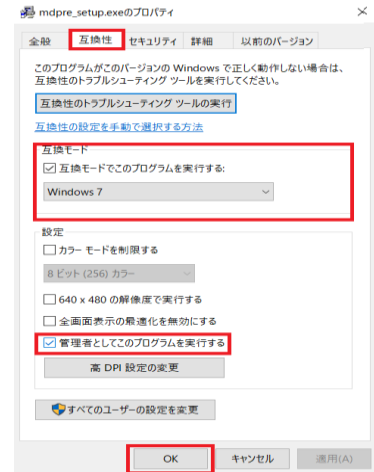 mdpre_setup.exeのプロパティ
全般 互換性 セキュリティ 詳細 以前のバージョン
このプログラムがこのバージョンの Windows で正しく動作しない場合は、
互換性のトラブルシューティング ツールを実行してください。
互換性のトラブルシューティング ツールの実行
互換性の設定を手動で選択する方法
互換モード
互換モードでこのプログラムを実行する:
Windows 7
設定
カラー モードを制限する
8 ビット (256) カラー
640 x 480 の解像度で実行する
全画面表示の最適化を無効にする
管理者としてこのプログラムを実行する
高 DPI 設定の変更
すべてのユーザーの設定を変更
OK キャンセル 適用(A)